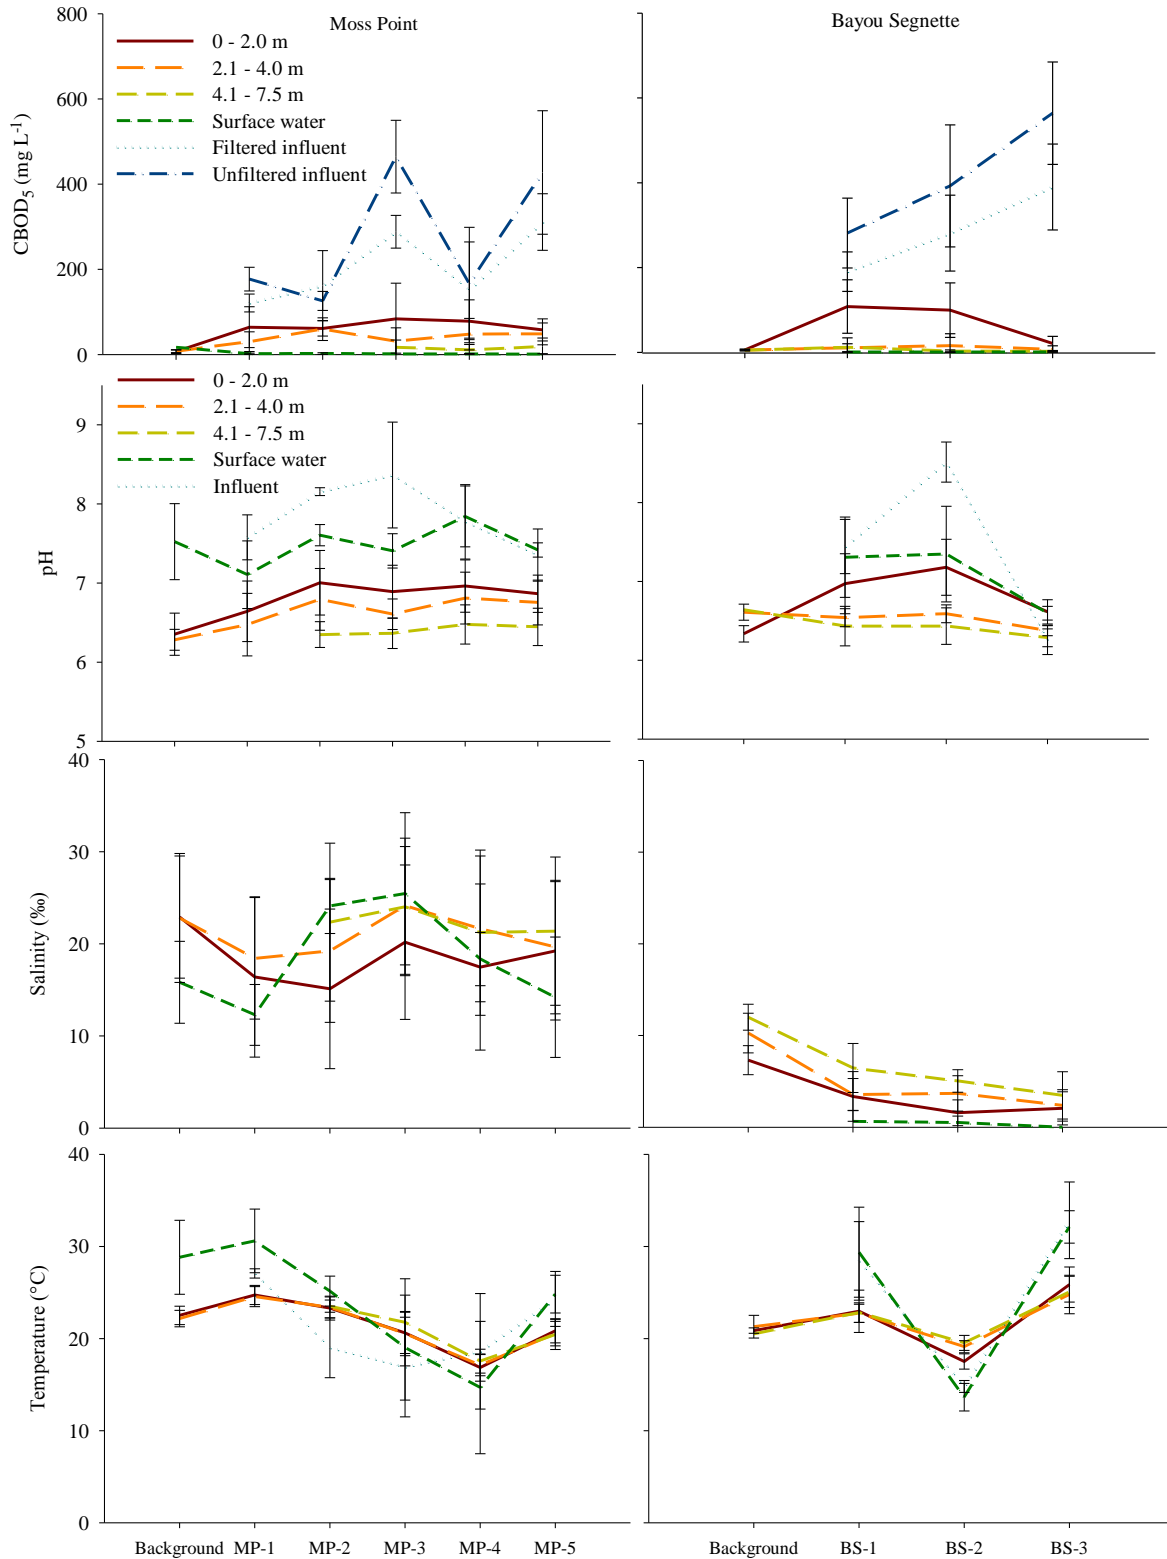 Moss Point
Bayou Segnette
CBOD5 (mg L-1)
800
600
400
200
0
0 - 2.0 m
2.1 - 4.0 m
4.1 - 7.5 m
Surface water
Filtered influent
Unfiltered influent
pH
9
8
7
6
5
0 - 2.0 m
2.1 - 4.0 m
4.1 - 7.5 m
Surface water
Influent
Salinity (‰)
40
30
20
10
0
Temperature (°C)
40
30
20
10
0
Background MP-1 MP-2 MP-3 MP-4 MP-5
Background BS-1 BS-2 BS-3